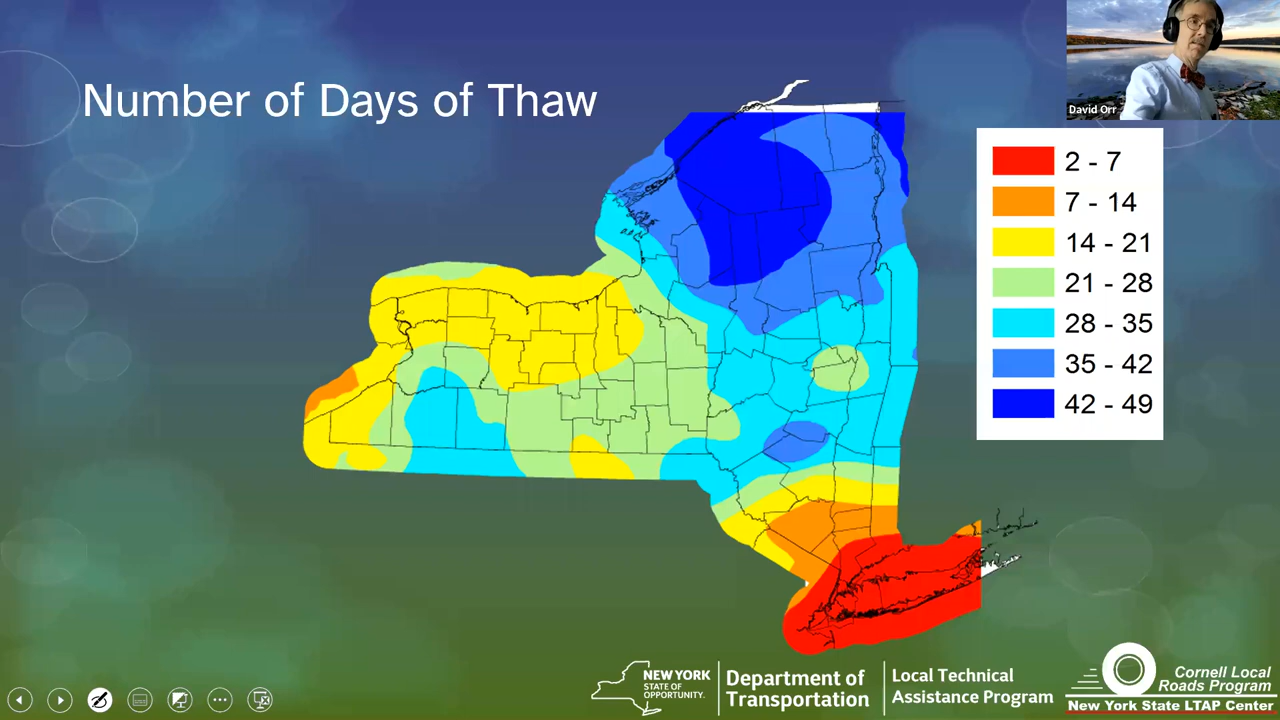 Number of Days of Thaw
David Orr
2 - 7
7 - 14
14 - 21
21 - 28
28 - 35
35 - 42
42 - 49
NEW YORK
STATE OF
OPPORTUNITY.
Department of
Transportation
Local Technical
Assistance Program
Cornell Local
Roads Program
New York State LTAP Center